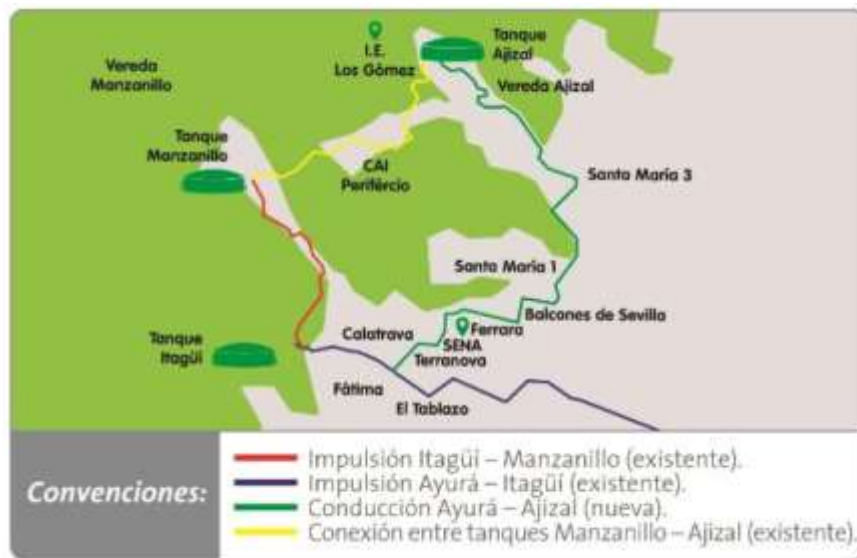 I.E.
Los Gómez
Tanque
Ajizal
Vereda
Manzanillo
Vereda Ajizal
Tanque
Manzanillo
CAI
Perifércio
Santa María 3
Santa María 1
Balcones de Sevilla
Tanque
Itagüí
Calatrava
Ferrara
SENA
Terranova
Fátima
El Tablazo
Convenciones:
Impulsión Itagüí – Manzanillo (existente).
Impulsión Ayurá – Itagüí (existente).
Conducción Ayurá – Ajizal (nueva).
Conexión entre tanques Manzanillo – Ajizal (existente).